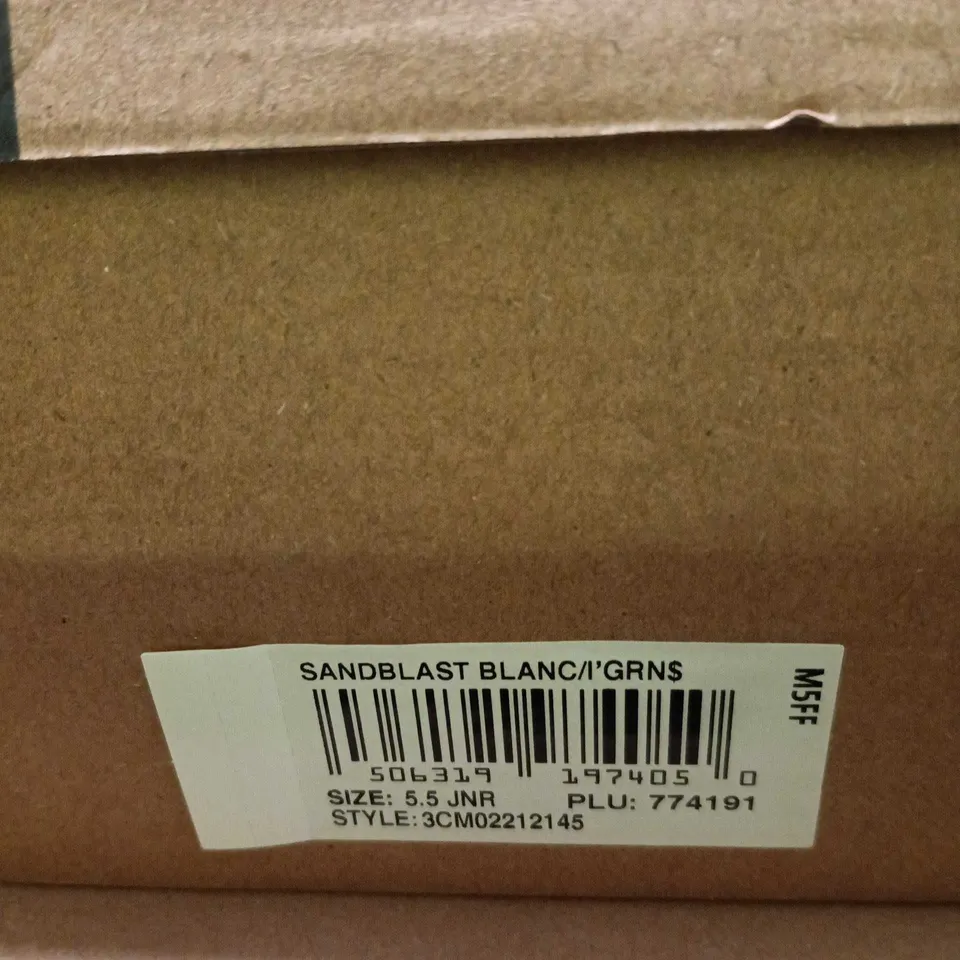 SANDBLAST BLANC/I'GRN$
M5FF
506319 197405 0
SIZE: 5.5 JNR PLU: 774191
STYLE:3CM02212145